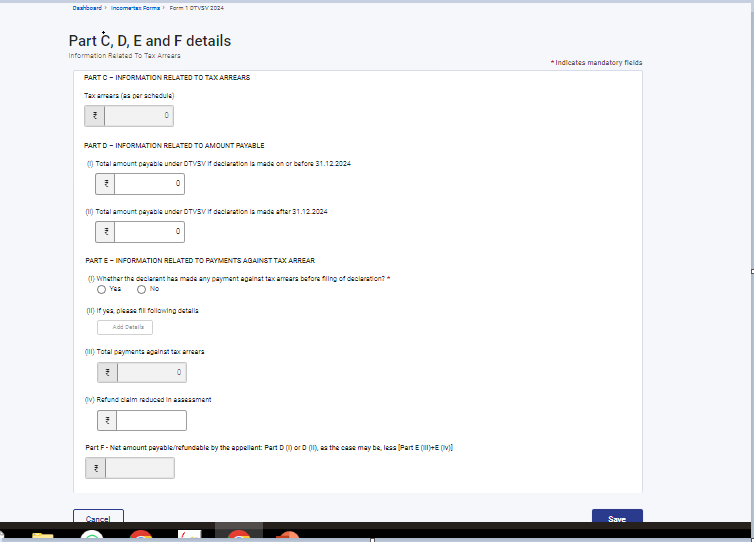 Dashboard › Income-tax Forms › Form 1 DTVSV 2024
Part C, D, E and F details
Information Related To Tax Arrears
* Indicates mandatory fields
PART C – INFORMATION RELATED TO TAX ARREARS
Tax arrears (as per schedule)
₹ 0
PART D – INFORMATION RELATED TO AMOUNT PAYABLE
(i) Total amount payable under DTVSV if declaration is made on or before 31.12.2024
₹ 0
(ii) Total amount payable under DTVSV if declaration is made after 31.12.2024
₹ 0
PART E – INFORMATION RELATED TO PAYMENTS AGAINST TAX ARREAR
(i) Whether the declarant has made any payment against tax arrears before filing of declaration? *
Yes No
(ii) If yes, please fill following details
Add Details
(iii) Total payments against tax arrears
₹ 0
(iv) Refund claim reduced in assessment
₹
Part F - Net amount payable/refundable by the appellant: Part D (i) or D (ii), as the case may be, less [Part E (iii)+E (iv)]
₹
Cancel Save